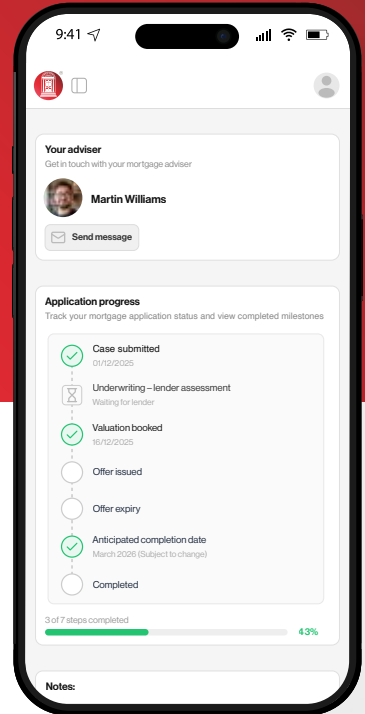 9:41
Your adviser
Get in touch with your mortgage adviser
Martin Williams
Send message
Application progress
Track your mortgage application status and view completed milestones
Case submitted
01/12/2025
Underwriting – lender assessment
Waiting for lender
Valuation booked
16/12/2025
Offer issued
Offer expiry
Anticipated completion date
March 2026 (Subject to change)
Completed
3 of 7 steps completed
43%
Notes: